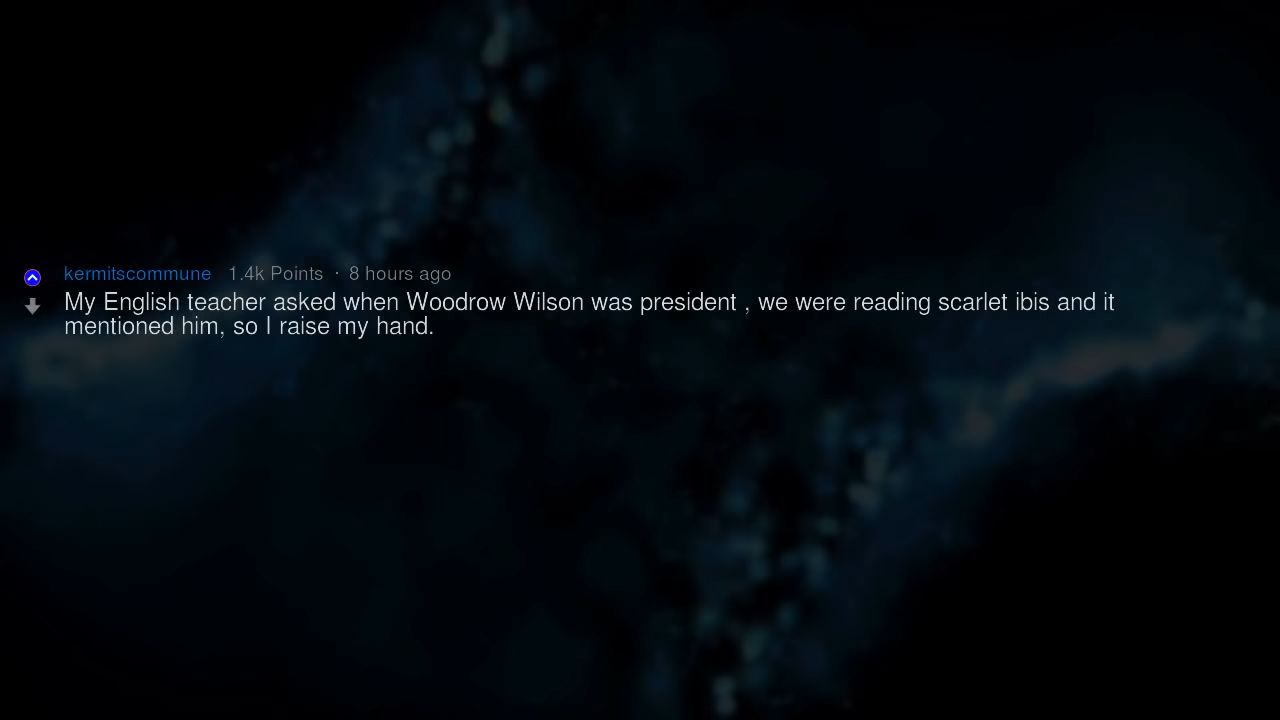 kermitscommune 1.4k Points · 8 hours ago
My English teacher asked when Woodrow Wilson was president , we were reading scarlet ibis and it
mentioned him, so I raise my hand.